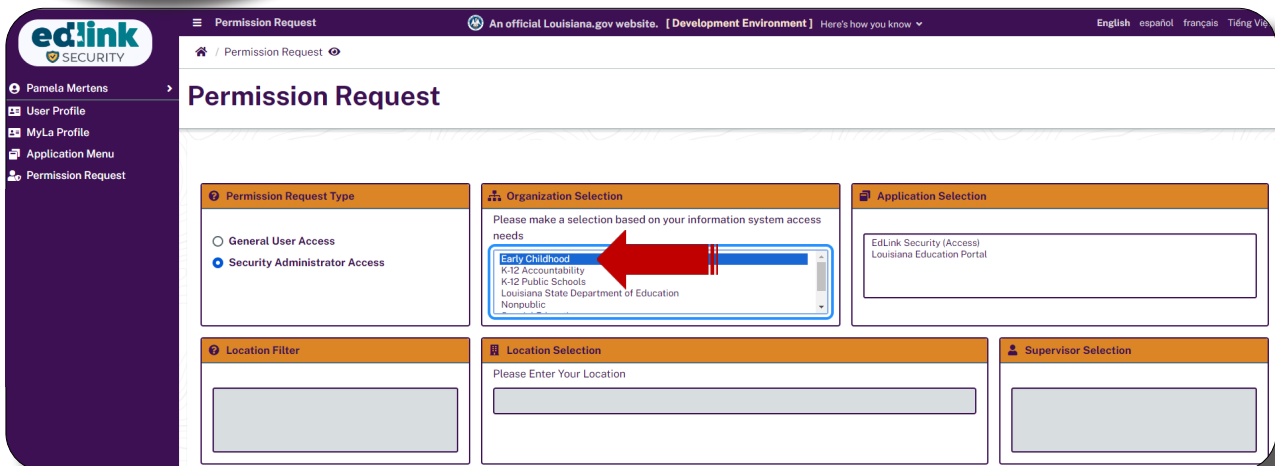 ed:link
SECURITY
Permission Request
An official Louisiana.gov website. [ Development Environment ] Here's how you know
English español français Tiếng Việ
/ Permission Request
Pamela Mertens
User Profile
MyLa Profile
Application Menu
Permission Request
Permission Request
Permission Request Type
General User Access
Security Administrator Access
Organization Selection
Please make a selection based on your information system access
needs
Early Childhood
K-12 Accountability
K-12 Public Schools
Louisiana State Department of Education
Nonpublic
Application Selection
EdLink Security (Access)
Louisiana Education Portal
Location Filter
Location Selection
Please Enter Your Location
Supervisor Selection